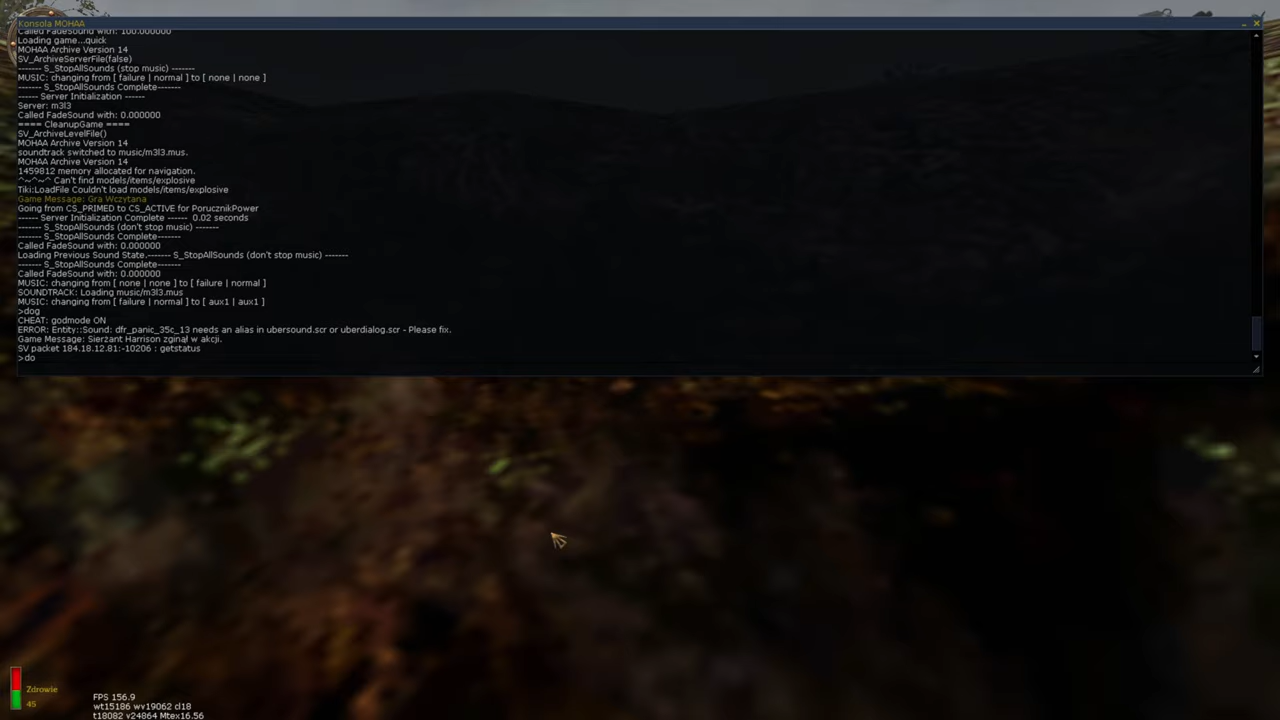 Konsola MOHAA
Called FadeSound with: 100.000000
Loading game...quick
MOHAA Archive Version 14
SV_ArchiveServerFile(false)
------- S_StopAllSounds (stop music) -------
MUSIC: changing from [ failure | normal ] to [ none | none ]
------- S_StopAllSounds Complete-------
------ Server Initialization ------
Server: m3l3
Called FadeSound with: 0.000000
==== CleanupGame ====
SV_ArchiveLevelFile()
MOHAA Archive Version 14
soundtrack switched to music/m3l3.mus.
MOHAA Archive Version 14
1459812 memory allocated for navigation.
^~^~^ Can't find models/items/explosive
Tiki:LoadFile Couldn't load models/items/explosive
Game Message: Gra Wczytana
Going from CS_PRIMED to CS_ACTIVE for PorucznikPower
------ Server Initialization Complete ------  0.02 seconds
------- S_StopAllSounds (don't stop music) -------
------- S_StopAllSounds Complete-------
Called FadeSound with: 0.000000
Loading Previous Sound State.------- S_StopAllSounds (don't stop music) -------
------- S_StopAllSounds Complete-------
Called FadeSound with: 0.000000
MUSIC: changing from [ none | none ] to [ failure | normal ]
SOUNDTRACK: Loading music/m3l3.mus
MUSIC: changing from [ failure | normal ] to [ aux1 | aux1 ]
>dog
CHEAT: godmode ON
ERROR: Entity::Sound: dfr_panic_35c_13 needs an alias in ubersound.scr or uberdialog.scr - Please fix.
Game Message: Sierżant Harrison zginął w akcji.
SV packet 184.18.12.81:-10206 : getstatus
>do
Zdrowie
45
FPS 156.9
wt15186 wv19062 cl18
t18082 v24864 Mtex16.56